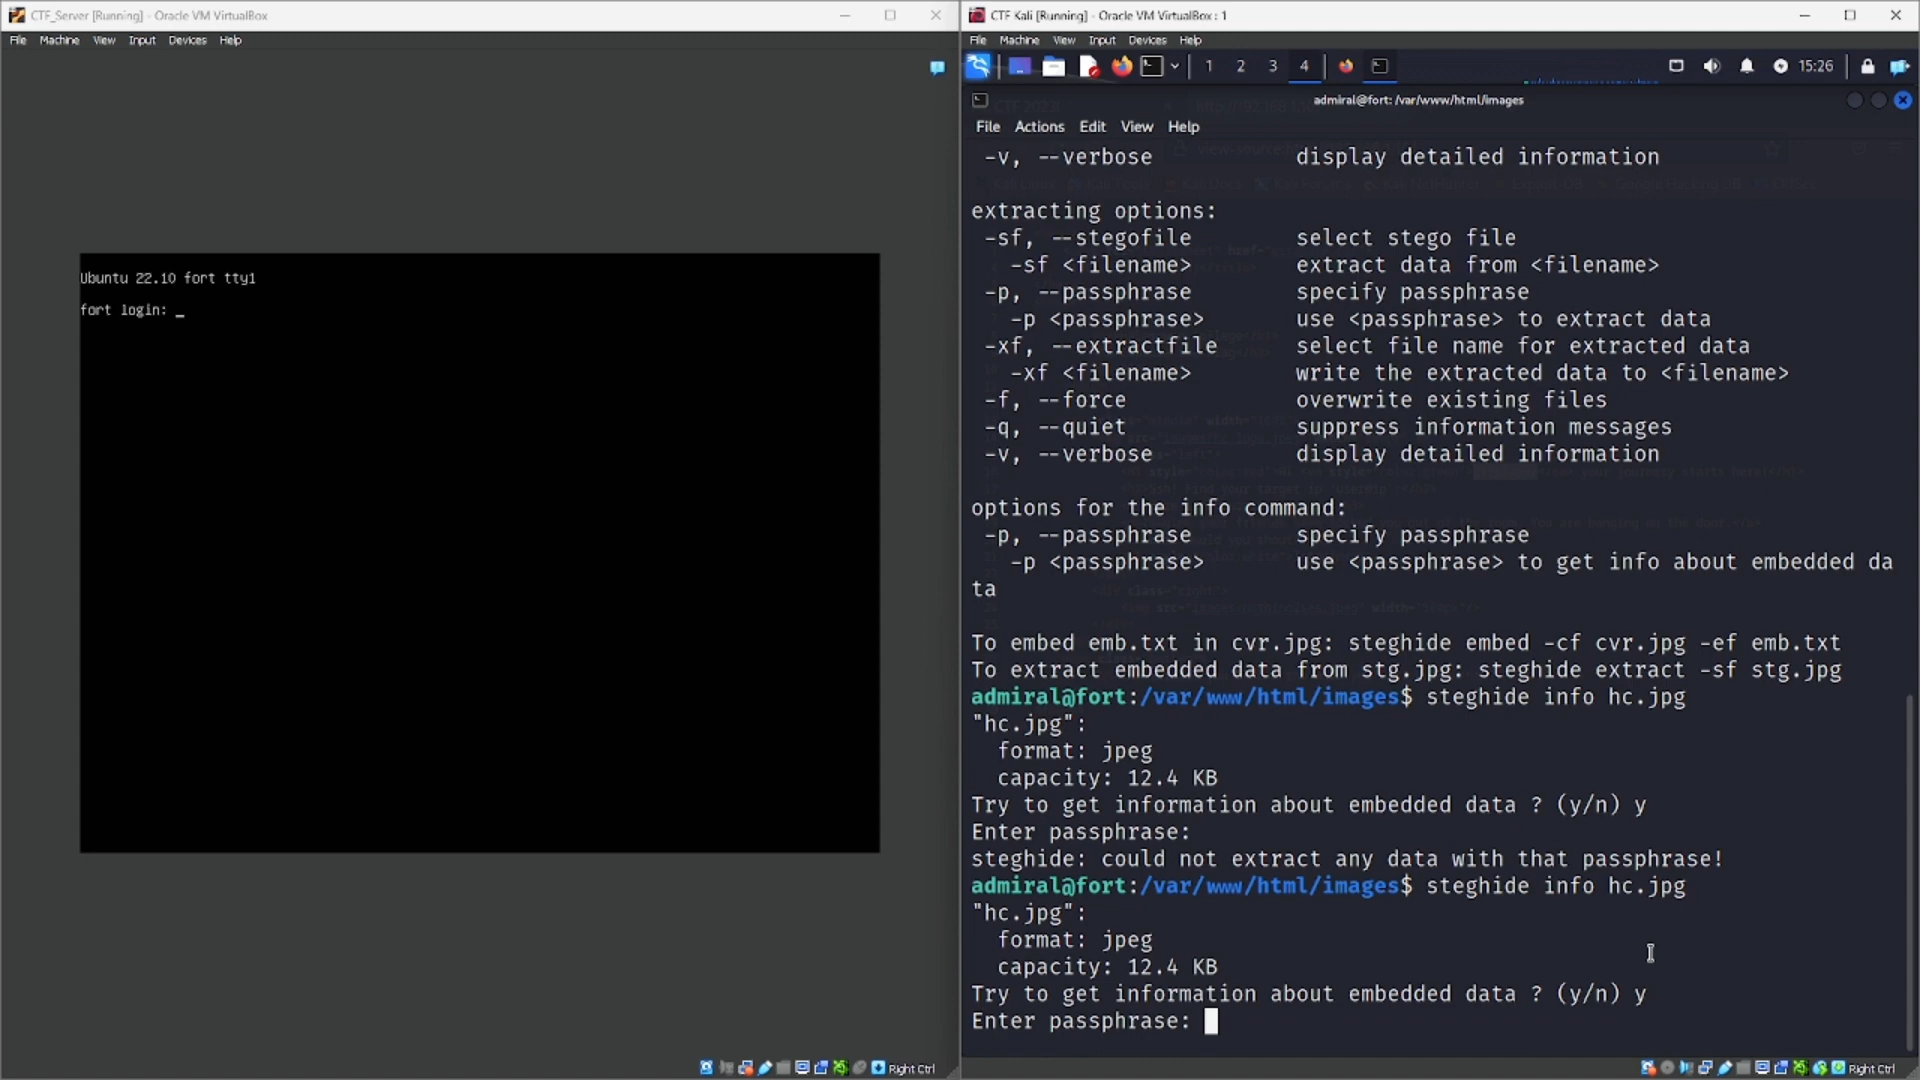 CTF_Server [Running] - Oracle VM VirtualBox
File Machine View Input Devices Help
Ubuntu 22.10 fort tty1
fort login: _
Right Ctrl
CTF Kali [Running] - Oracle VM VirtualBox : 1
File Machine View Input Devices Help
1 2 3 4 15:26
admiral@fort: /var/www/html/images
File Actions Edit View Help
-v, --verbose display detailed information
extracting options:
-sf, --stegofile select stego file
-sf <filename> extract data from <filename>
-p, --passphrase specify passphrase
-p <passphrase> use <passphrase> to extract data
-xf, --extractfile select file name for extracted data
-xf <filename> write the extracted data to <filename>
-f, --force overwrite existing files
-q, --quiet suppress information messages
-v, --verbose display detailed information
options for the info command:
-p, --passphrase specify passphrase
-p <passphrase> use <passphrase> to get info about embedded da
ta
To embed emb.txt in cvr.jpg: steghide embed -cf cvr.jpg -ef emb.txt
To extract embedded data from stg.jpg: steghide extract -sf stg.jpg
admiral@fort:/var/www/html/images$ steghide info hc.jpg
"hc.jpg":
format: jpeg
capacity: 12.4 KB
Try to get information about embedded data ? (y/n) y
Enter passphrase:
steghide: could not extract any data with that passphrase!
admiral@fort:/var/www/html/images$ steghide info hc.jpg
"hc.jpg":
format: jpeg
capacity: 12.4 KB
Try to get information about embedded data ? (y/n) y
Enter passphrase:
Right Ctrl